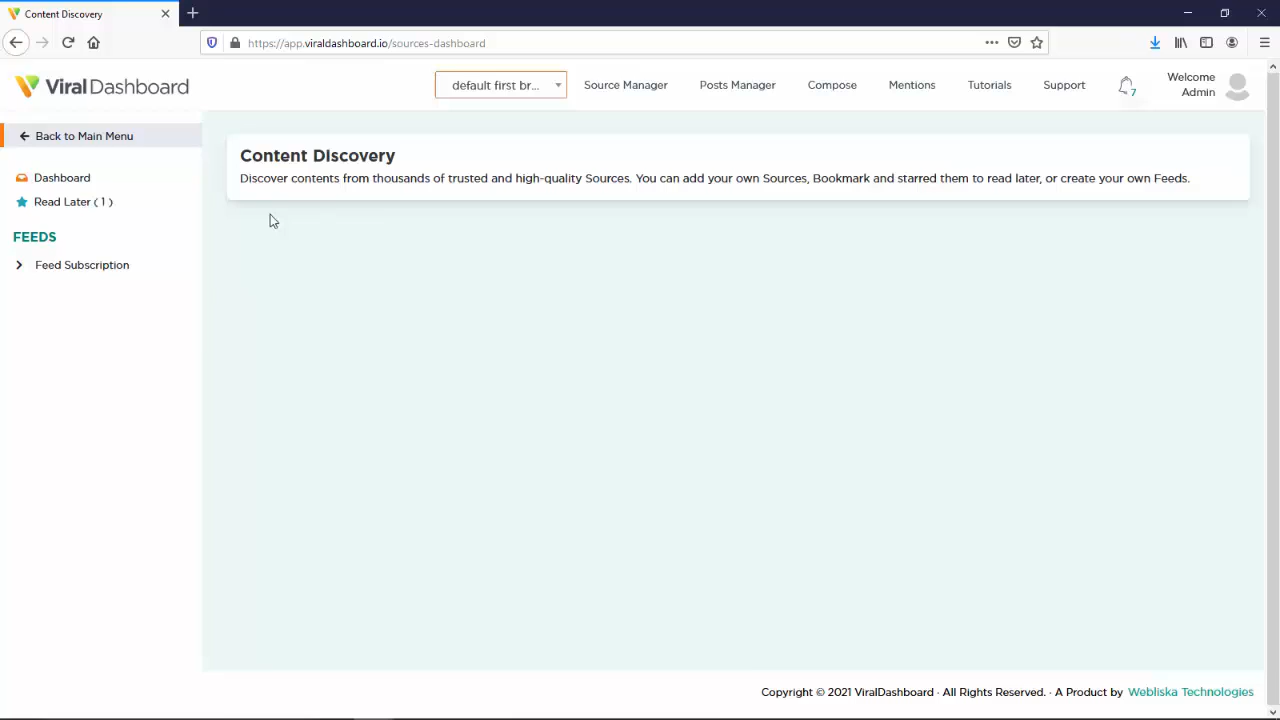 Content Discovery
https://app.viraldashboard.io/sources-dashboard
ViralDashboard
default first br...
Source Manager
Posts Manager
Compose
Mentions
Tutorials
Support
7
Welcome
Admin
Back to Main Menu
Dashboard
Read Later ( 1 )
FEEDS
Feed Subscription
Content Discovery
Discover contents from thousands of trusted and high-quality Sources. You can add your own Sources, Bookmark and starred them to read later, or create your own Feeds.
Copyright © 2021 ViralDashboard · All Rights Reserved. · A Product by Webliska Technologies